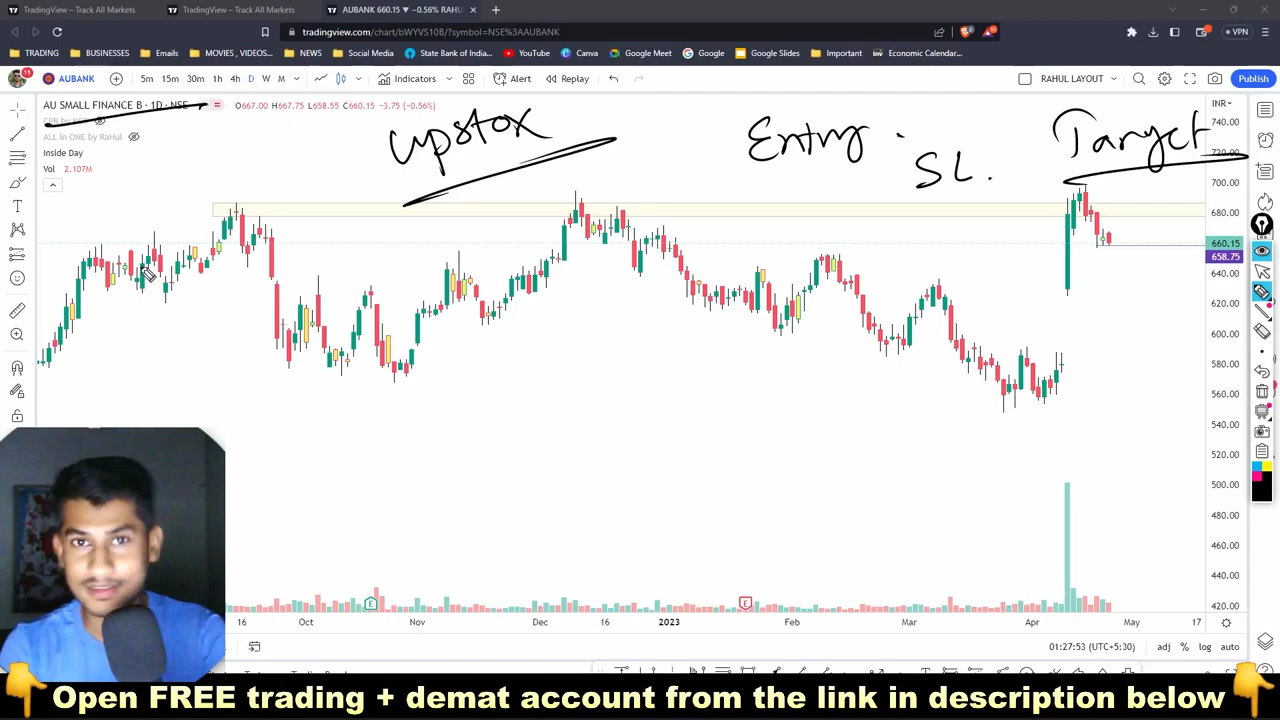 TradingView – Track All Markets
TradingView – Track All Markets
AUBANK 660.15 ▼ −0.56% RAHUL
tradingview.com/chart/bWYVS10B/?symbol=NSE%3AAUBANK
VPN
TRADING
BUSINESSES
Emails
MOVIES , VIDEOS...
NEWS
Social Media
State Bank of India...
YouTube
Canva
Google Meet
Google
Google Slides
Important
Economic Calendar...
11
AUBANK
5m 15m 30m 1h 4h D W M
Indicators
Alert
Replay
RAHUL LAYOUT
Publish
AU SMALL FINANCE B · 1D · NSE
O667.00 H667.75 L658.55 C660.15 −3.75 (−0.56%)
INR
ALL in ONE by RaHul
Inside Day
Vol 2.107M
Upstox
Entry
SL.
Target
740.00
720.00
700.00
680.00
660.15
658.75
640.00
620.00
600.00
580.00
560.00
540.00
520.00
500.00
480.00
460.00
440.00
420.00
E
E
16 Oct Nov Dec 16 2023 Feb Mar Apr May 17
01:27:53 (UTC+5:30)
adj % log auto
Open FREE trading + demat account from the link in description below